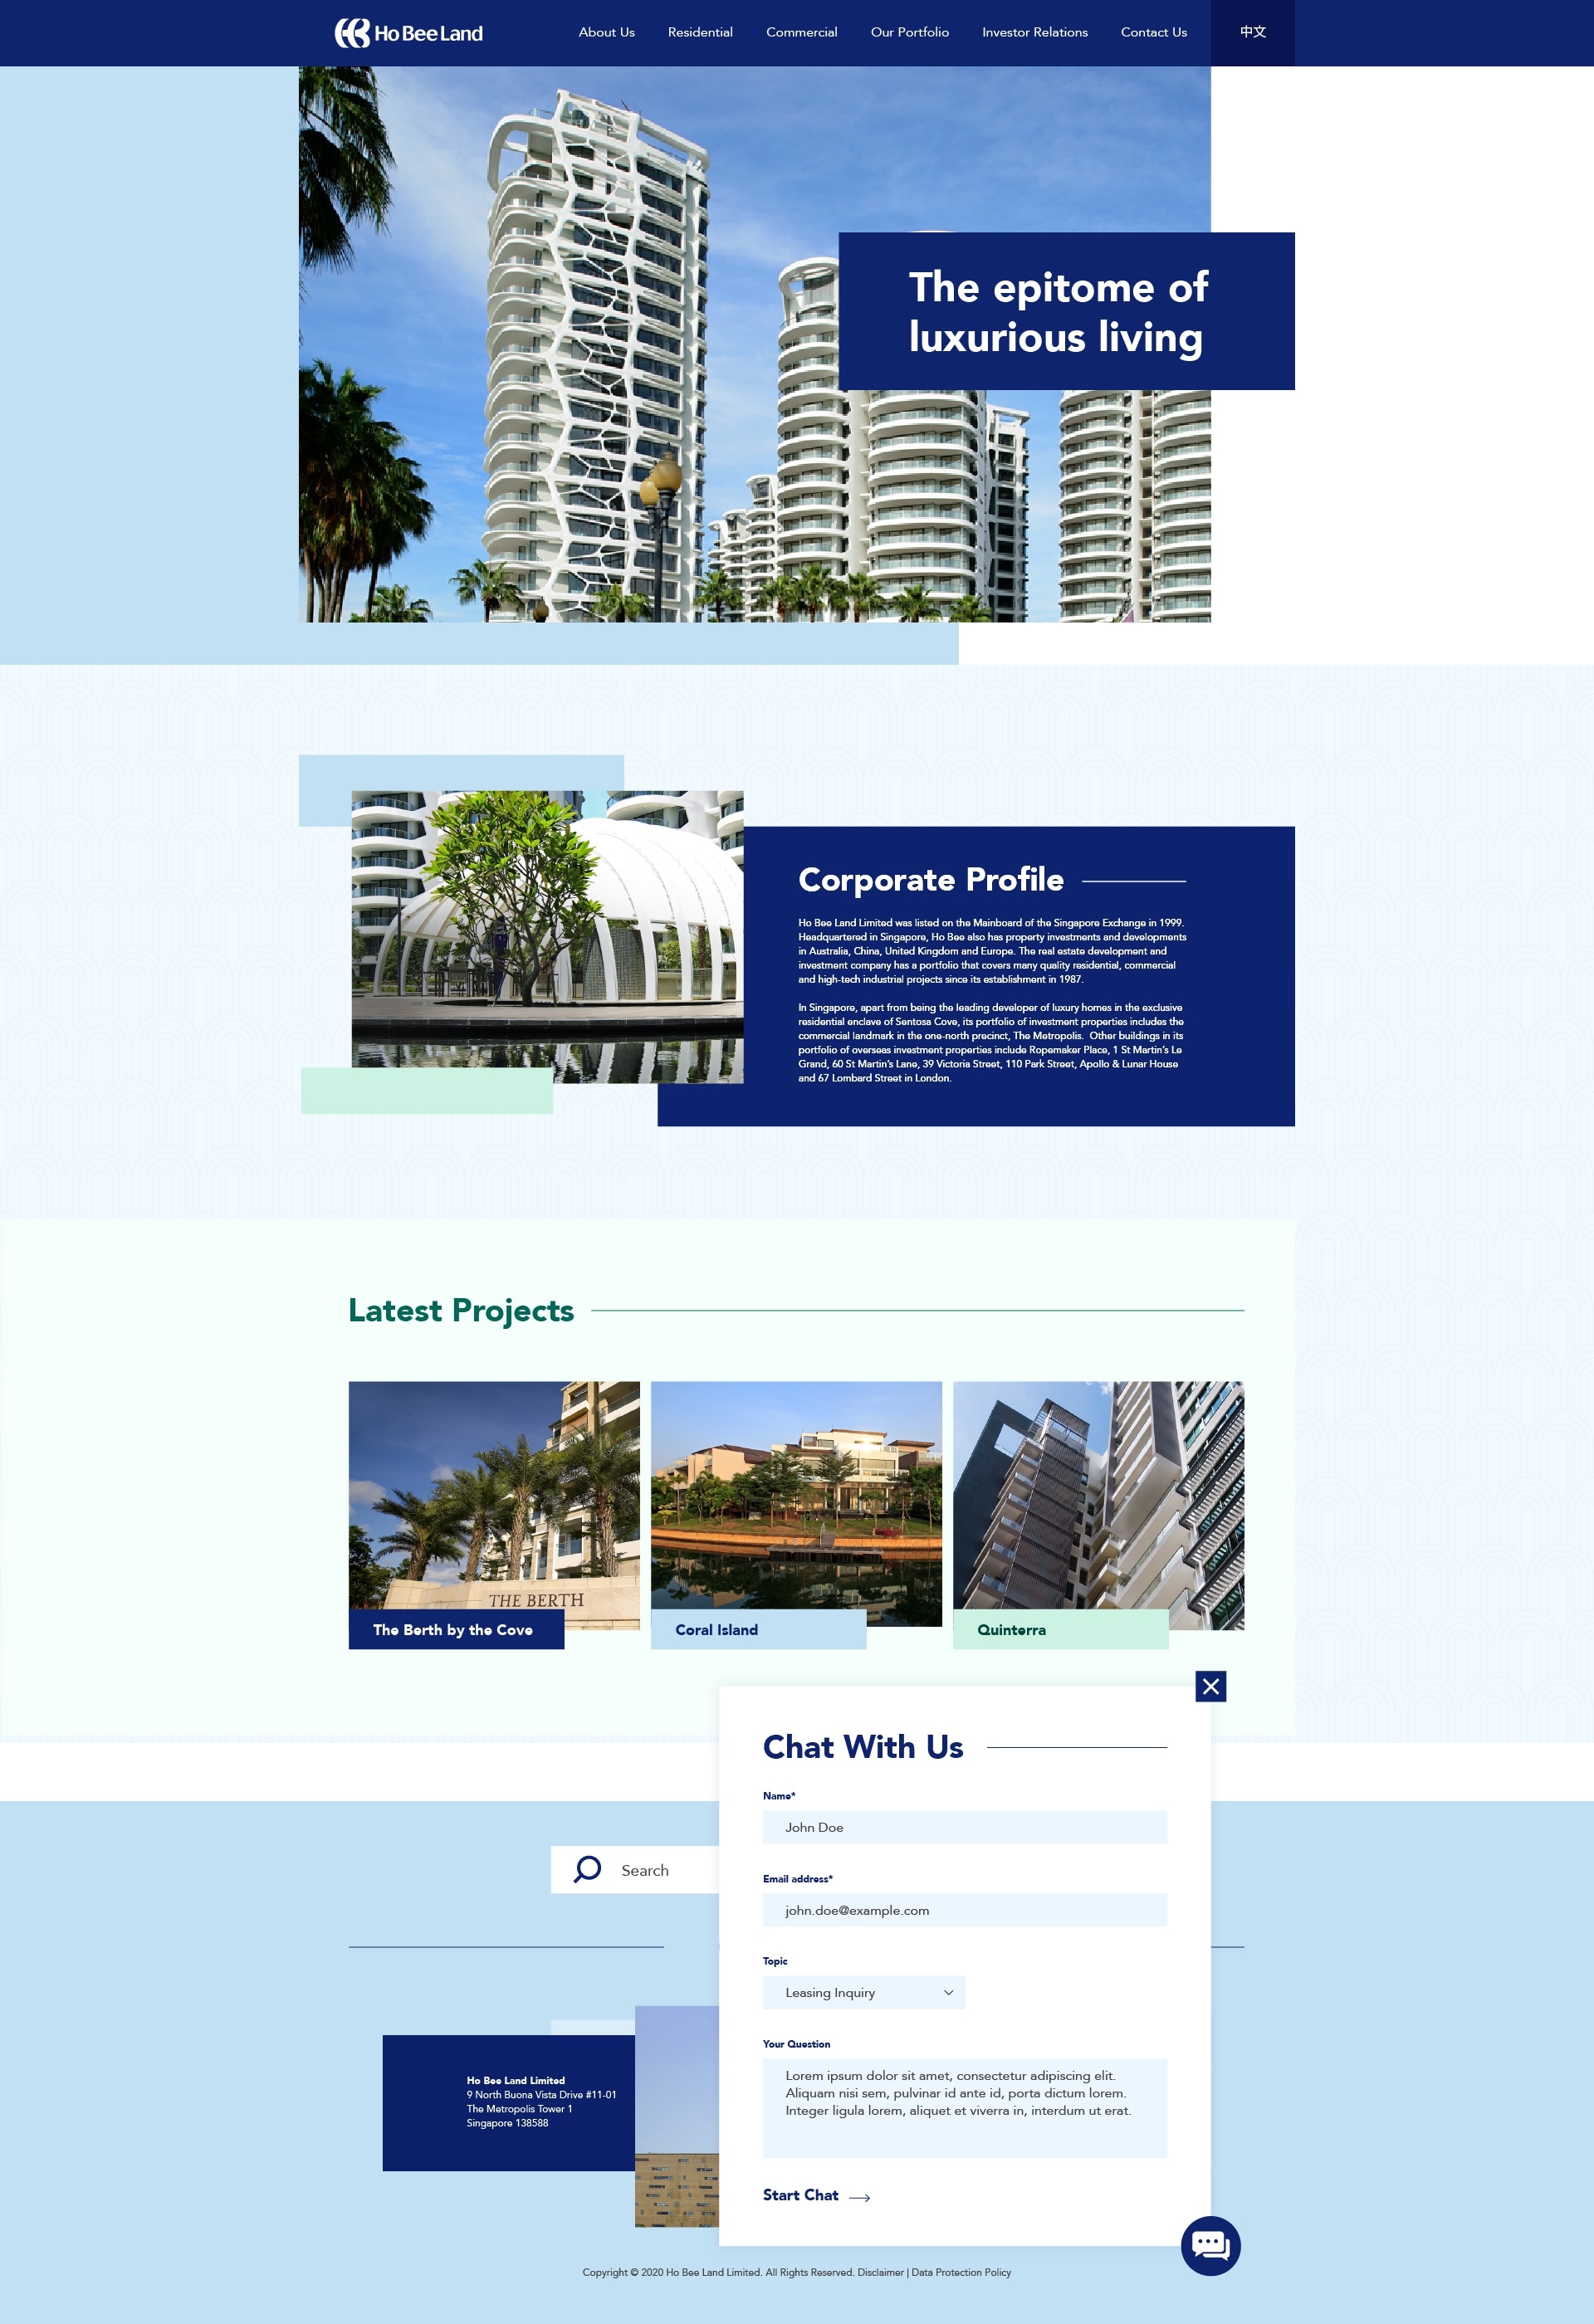 Ho Bee Land
About Us
Residential
Commercial
Our Portfolio
Investor Relations
Contact Us
中文
The epitome of
luxurious living
Corporate Profile
Ho Bee Land Limited was listed on the Mainboard of the Singapore Exchange in 1999.
Headquartered in Singapore, Ho Bee also has property investments and developments
in Australia, China, United Kingdom and Europe. The real estate development and
investment company has a portfolio that covers many quality residential, commercial
and high-tech industrial projects since its establishment in 1987.
In Singapore, apart from being the leading developer of luxury homes in the exclusive
residential enclave of Sentosa Cove, its portfolio of investment properties includes the
commercial landmark in the one-north precinct, The Metropolis. Other buildings in its
portfolio of overseas investment properties include Ropemaker Place, 1 St Martin's Le
Grand, 60 St Martin's Lane, 39 Victoria Street, 110 Park Street, Apollo & Lunar House
and 67 Lombard Street in London.
Latest Projects
THE BERTH
The Berth by the Cove
Coral Island
Quinterra
Chat With Us
Name*
John Doe
Search
Email address*
john.doe@example.com
Topic
Leasing Inquiry
Your Question
Lorem ipsum dolor sit amet, consectetur adipiscing elit.
Aliquam nisi sem, pulvinar id ante id, porta dictum lorem.
Integer ligula lorem, aliquet et viverra in, interdum ut erat.
Start Chat
Ho Bee Land Limited
9 North Buona Vista Drive #11-01
The Metropolis Tower 1
Singapore 138588
Copyright © 2020 Ho Bee Land Limited. All Rights Reserved. Disclaimer | Data Protection Policy